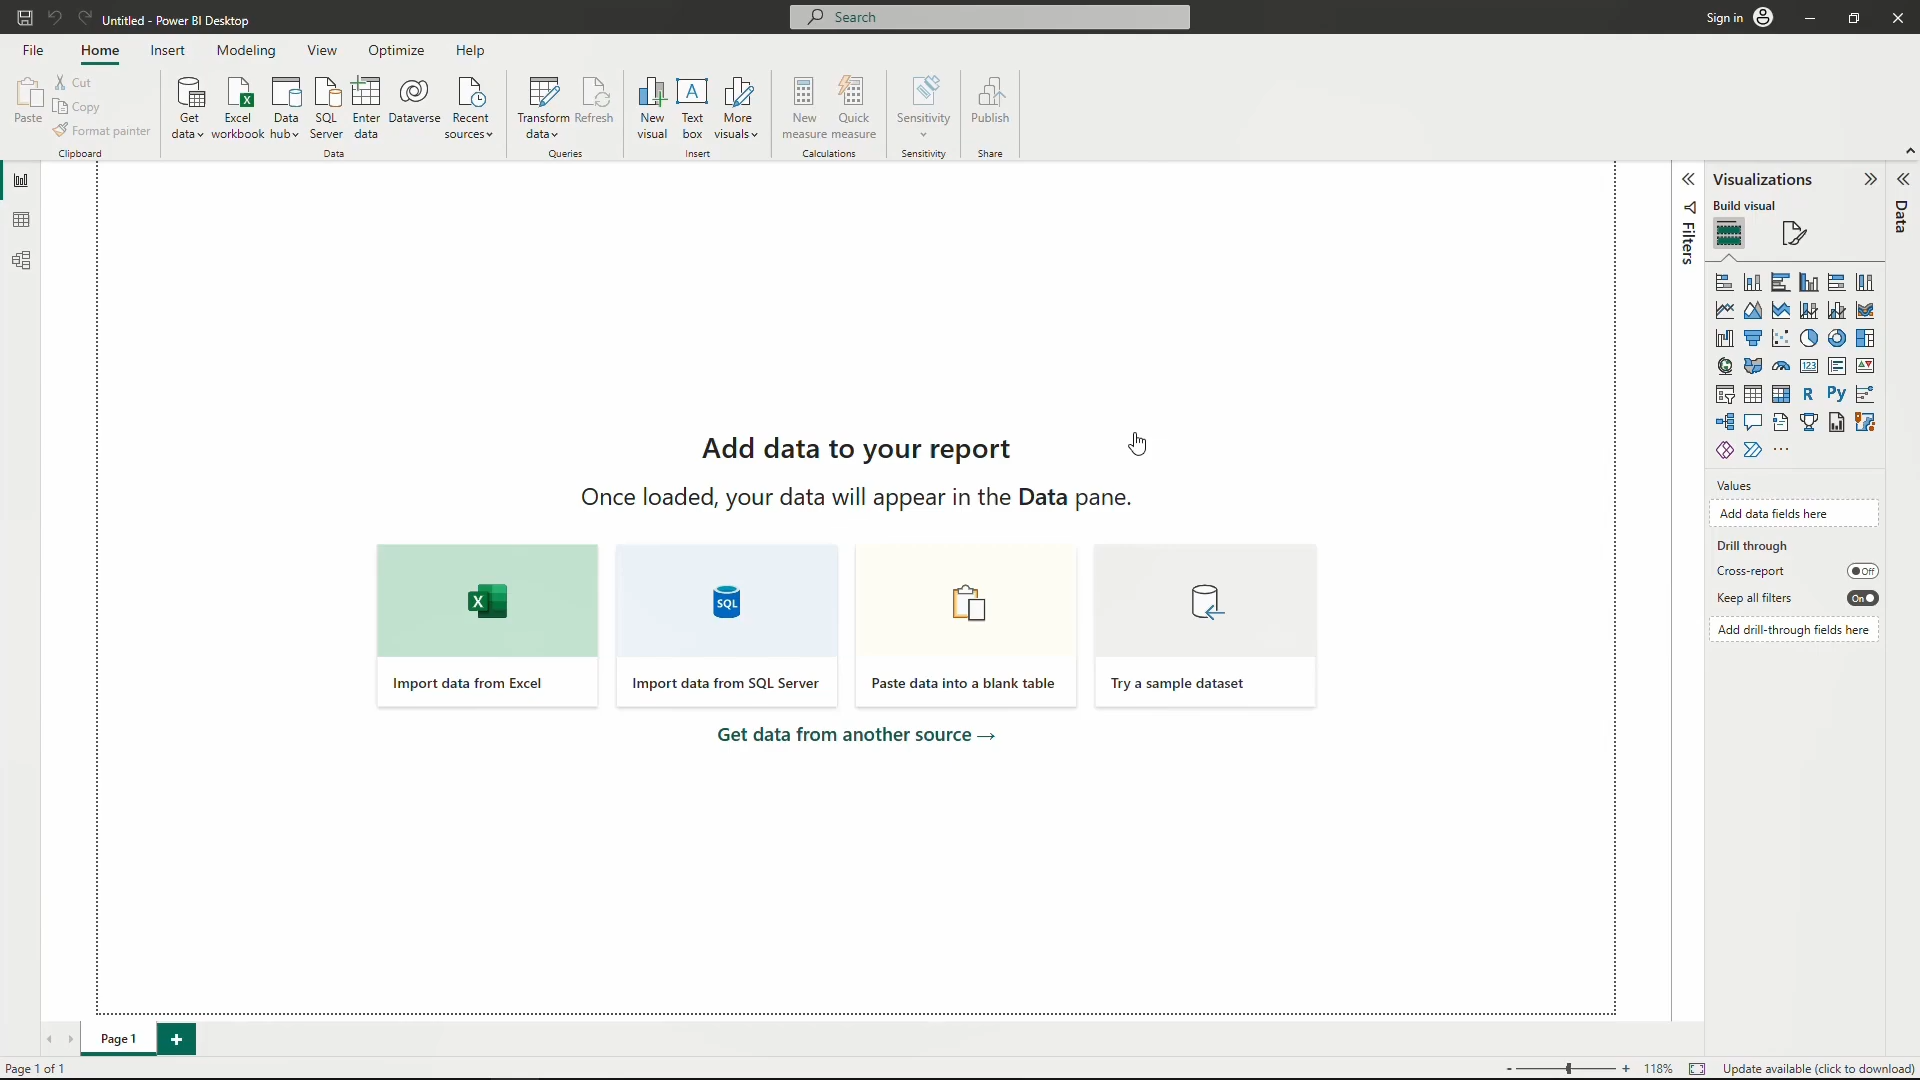 Untitled - Power BI Desktop
Search
Sign in
File Home Insert Modeling View Optimize Help
Paste
Cut
Copy
Format painter
Clipboard
Get data
Excel workbook
Data hub
SQL Server
Enter data
Dataverse
Recent sources
Data
Transform data
Refresh
Queries
New visual
A
Text box
More visuals
Insert
New measure
Quick measure
Calculations
Sensitivity
Sensitivity
Publish
Share
Filters
Visualizations
Build visual
Data
123
R
Py
Values
Add data fields here
Drill through
Cross-report
Off
Keep all filters
On
Add drill-through fields here
Add data to your report
Once loaded, your data will appear in the Data pane.
X
SQL
Import data from Excel
Import data from SQL Server
Paste data into a blank table
Try a sample dataset
Get data from another source →
Page 1
+
Page 1 of 1
- + 118%
Update available (click to download)